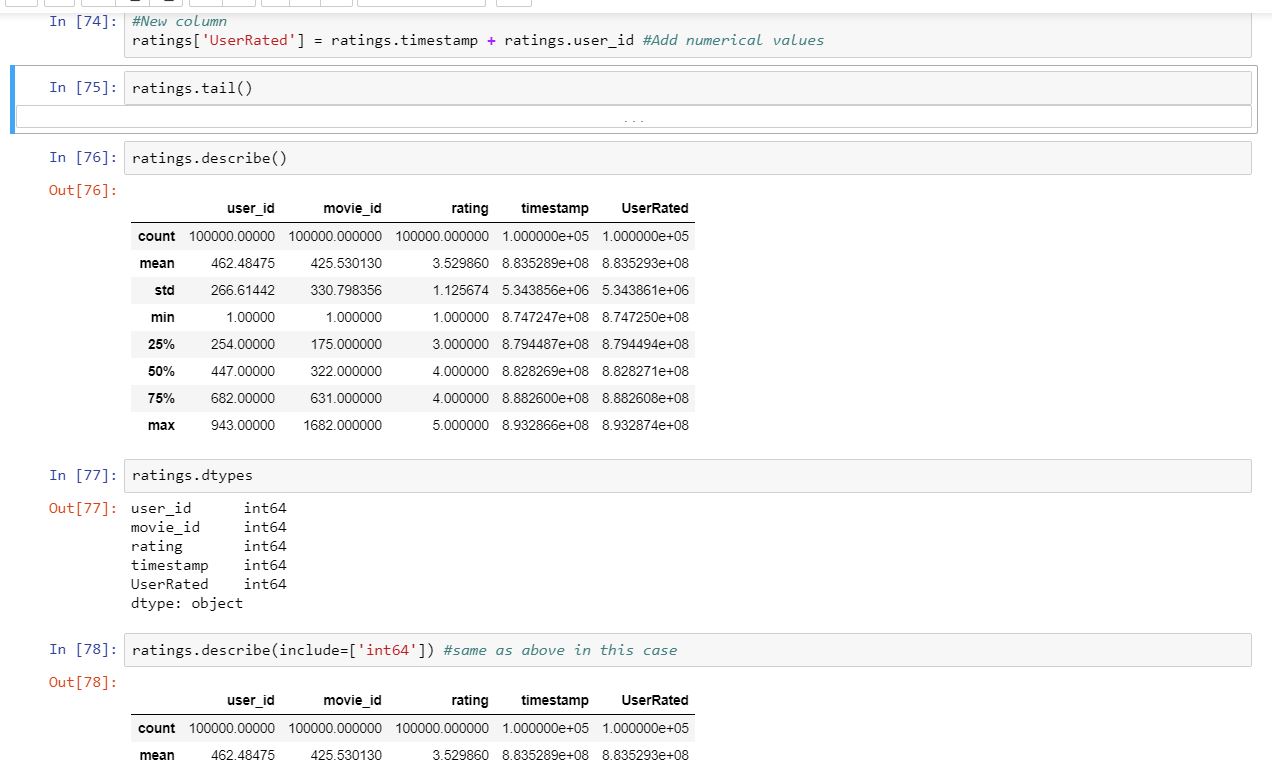 In [74]: #New column
ratings['UserRated'] = ratings.timestamp + ratings.user_id #Add numerical values
In [75]: ratings.tail()
...
In [76]: ratings.describe()
Out[76]:
user_id movie_id rating timestamp UserRated
count 100000.00000 100000.000000 100000.000000 1.000000e+05 1.000000e+05
mean 462.48475 425.530130 3.529860 8.835289e+08 8.835293e+08
std 266.61442 330.798356 1.125674 5.343856e+06 5.343861e+06
min 1.00000 1.000000 1.000000 8.747247e+08 8.747250e+08
25% 254.00000 175.000000 3.000000 8.794487e+08 8.794494e+08
50% 447.00000 322.000000 4.000000 8.828269e+08 8.828271e+08
75% 682.00000 631.000000 4.000000 8.882600e+08 8.882608e+08
max 943.00000 1682.000000 5.000000 8.932866e+08 8.932874e+08
In [77]: ratings.dtypes
Out[77]: user_id int64
movie_id int64
rating int64
timestamp int64
UserRated int64
dtype: object
In [78]: ratings.describe(include=['int64']) #same as above in this case
Out[78]:
user_id movie_id rating timestamp UserRated
count 100000.00000 100000.000000 100000.000000 1.000000e+05 1.000000e+05
mean 462.48475 425.530130 3.529860 8.835289e+08 8.835293e+08